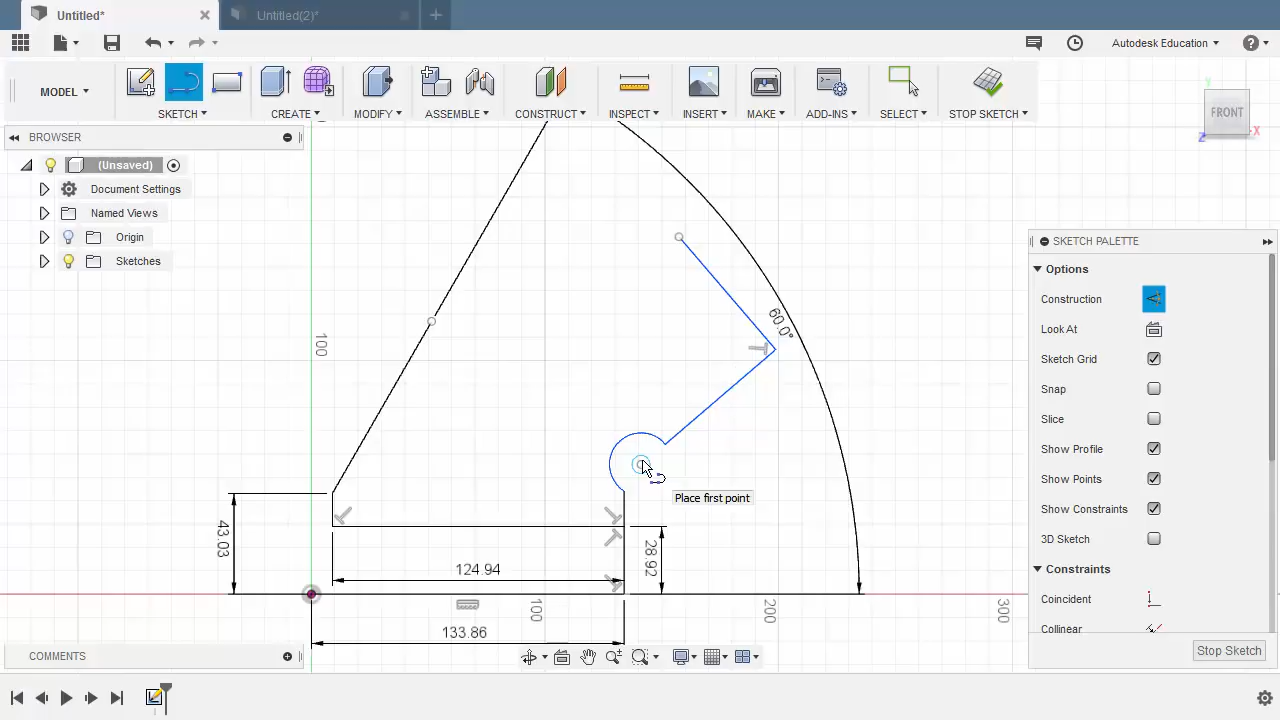 Untitled*
Untitled(2)*
Autodesk Education
MODEL
SKETCH
CREATE
MODIFY
ASSEMBLE
CONSTRUCT
INSPECT
INSERT
MAKE
ADD-INS
SELECT
STOP SKETCH
FRONT
Y
X
Z
BROWSER
(Unsaved)
Document Settings
Named Views
Origin
Sketches
SKETCH PALETTE
Options
Construction
Look At
Sketch Grid
Snap
Slice
Show Profile
Show Points
Show Constraints
3D Sketch
Constraints
Coincident
Collinear
Stop Sketch
60.0°
100
Place first point
43.03
28.92
124.94
100
200
300
133.86
COMMENTS